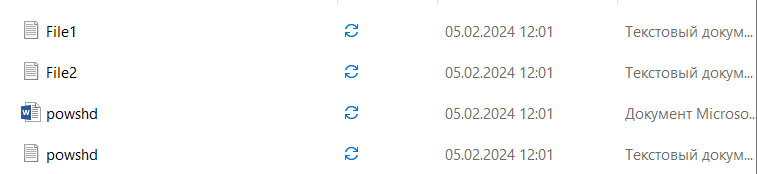 File1 05.02.2024 12:01 Текстовый докум...
File2 05.02.2024 12:01 Текстовый докум...
powshd 05.02.2024 12:01 Документ Microso...
powshd 05.02.2024 12:01 Текстовый докум...